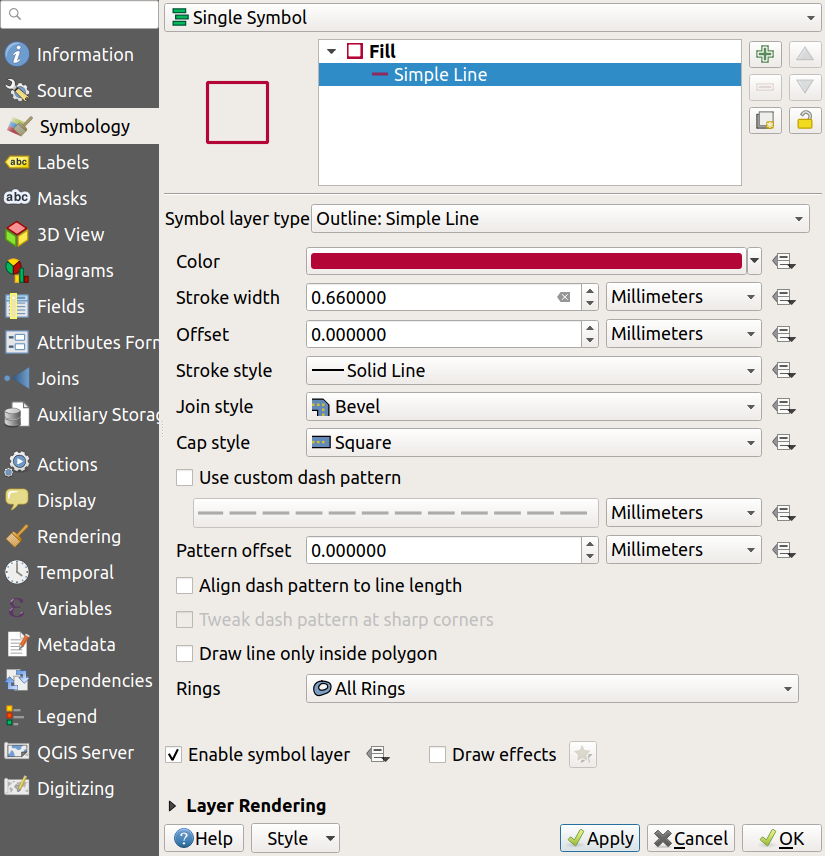 Single Symbol
Information
Source
Symbology
abc Labels
abc Masks
3D View
Diagrams
Fields
Attributes Form
Joins
Auxiliary Storag
Actions
Display
Rendering
Temporal
Variables
Metadata
Dependencies
Legend
QGIS Server
Digitizing
Fill
Simple Line
Symbol layer type Outline: Simple Line
Color
Stroke width 0.660000 Millimeters
Offset 0.000000 Millimeters
Stroke style Solid Line
Join style Bevel
Cap style Square
Use custom dash pattern
Millimeters
Pattern offset 0.000000 Millimeters
Align dash pattern to line length
Tweak dash pattern at sharp corners
Draw line only inside polygon
Rings All Rings
Enable symbol layer Draw effects
Layer Rendering
Help Style Apply Cancel OK